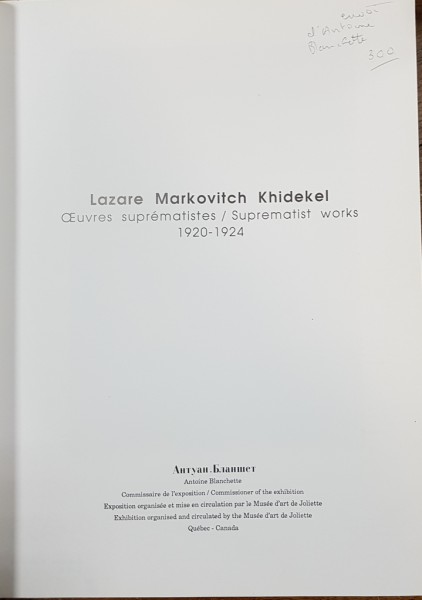 envoi
d'Antoine
Blanchette
300
Lazare Markovitch Khidekel
Œuvres suprématistes / Suprematist works
1920-1924
Антуан Бланшет
Antoine Blanchette
Commissaire de l'exposition / Commissioner of the exhibition
Exposition organisée et mise en circulation par le Musée d'art de Joliette
Exhibition organised and circulated by the Musée d'art de Joliette
Québec - Canada